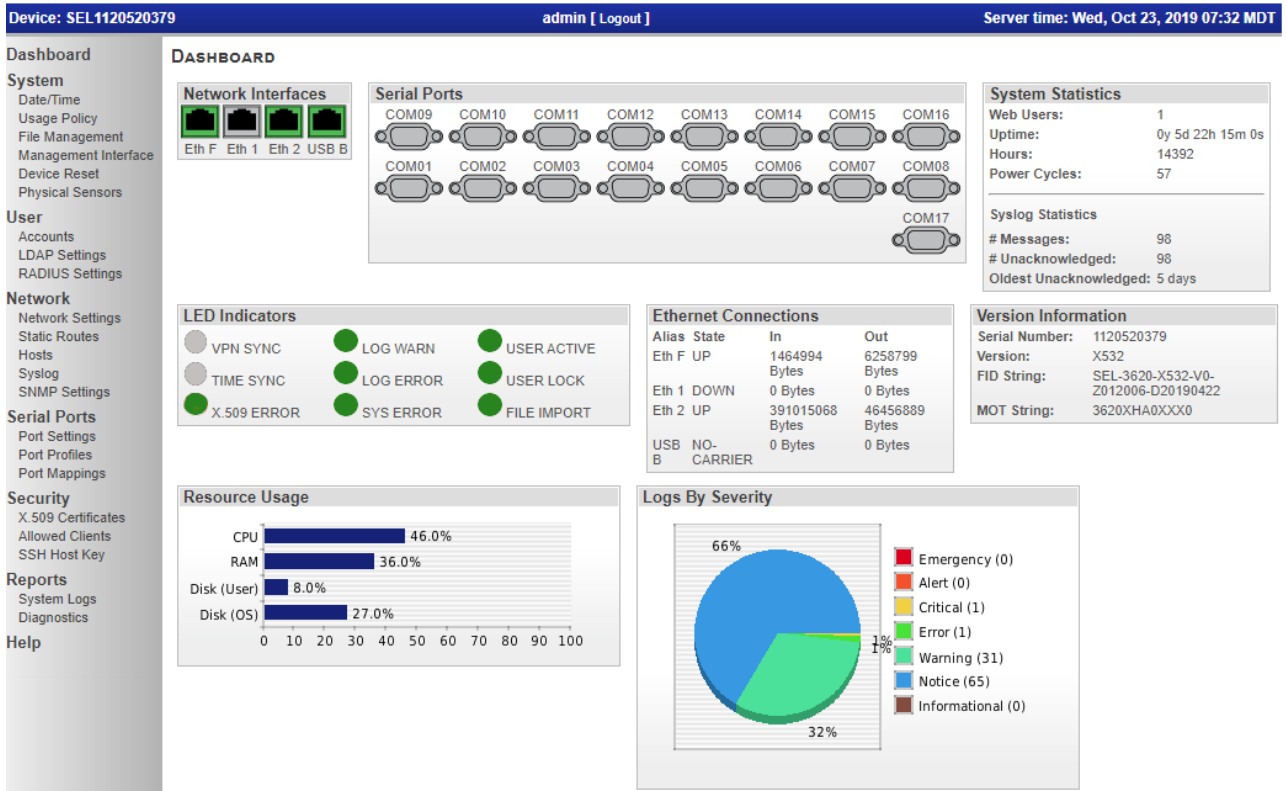 Device: SEL1120520379
admin [ Logout ]
Server time: Wed, Oct 23, 2019 07:32 MDT
Dashboard
System
Date/Time
Usage Policy
File Management
Management Interface
Device Reset
Physical Sensors
User
Accounts
LDAP Settings
RADIUS Settings
Network
Network Settings
Static Routes
Hosts
Syslog
SNMP Settings
Serial Ports
Port Settings
Port Profiles
Port Mappings
Security
X.509 Certificates
Allowed Clients
SSH Host Key
Reports
System Logs
Diagnostics
Help
DASHBOARD
Network Interfaces
Eth F Eth 1 Eth 2 USB B
Serial Ports
COM09 COM10 COM11 COM12 COM13 COM14 COM15 COM16
COM01 COM02 COM03 COM04 COM05 COM06 COM07 COM08
COM17
System Statistics
Web Users: 1
Uptime: 0y 5d 22h 15m 0s
Hours: 14392
Power Cycles: 57
Syslog Statistics
# Messages: 98
# Unacknowledged: 98
Oldest Unacknowledged: 5 days
LED Indicators
VPN SYNC LOG WARN USER ACTIVE
TIME SYNC LOG ERROR USER LOCK
X.509 ERROR SYS ERROR FILE IMPORT
Ethernet Connections
Alias State In Out
Eth F UP 1464994 6258799
Bytes Bytes
Eth 1 DOWN 0 Bytes 0 Bytes
Eth 2 UP 391015068 46456889
Bytes Bytes
USB NO- 0 Bytes 0 Bytes
B CARRIER
Version Information
Serial Number: 1120520379
Version: X532
FID String: SEL-3620-X532-V0-
Z012006-D20190422
MOT String: 3620XHA0XXX0
Resource Usage
CPU 46.0%
RAM 36.0%
Disk (User) 8.0%
Disk (OS) 27.0%
0 10 20 30 40 50 60 70 80 90 100
Logs By Severity
66%
1%
1%
32%
Emergency (0)
Alert (0)
Critical (1)
Error (1)
Warning (31)
Notice (65)
Informational (0)